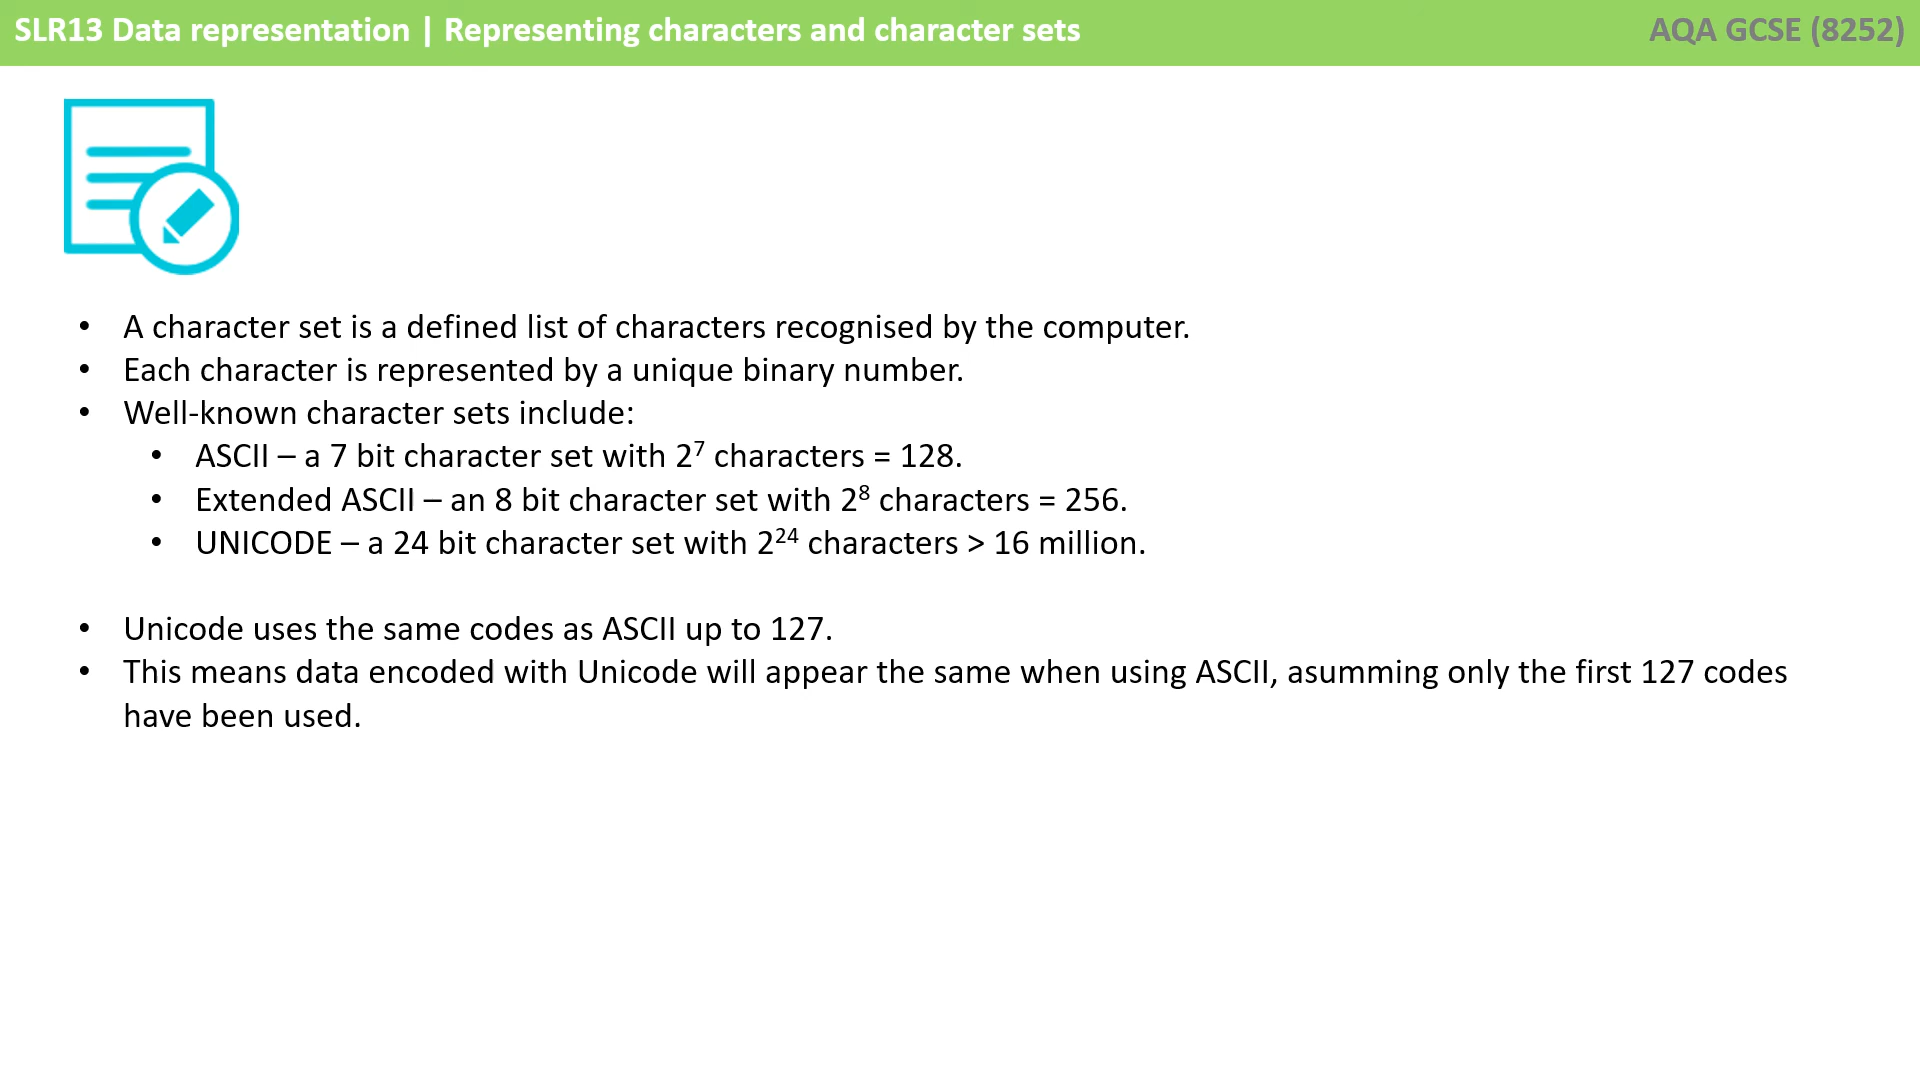 SLR13 Data representation | Representing characters and character sets
AQA GCSE (8252)
• A character set is a defined list of characters recognised by the computer.
• Each character is represented by a unique binary number.
• Well-known character sets include:
• ASCII – a 7 bit character set with 2⁷ characters = 128.
• Extended ASCII – an 8 bit character set with 2⁸ characters = 256.
• UNICODE – a 24 bit character set with 2²⁴ characters > 16 million.
• Unicode uses the same codes as ASCII up to 127.
• This means data encoded with Unicode will appear the same when using ASCII, asumming only the first 127 codes
have been used.